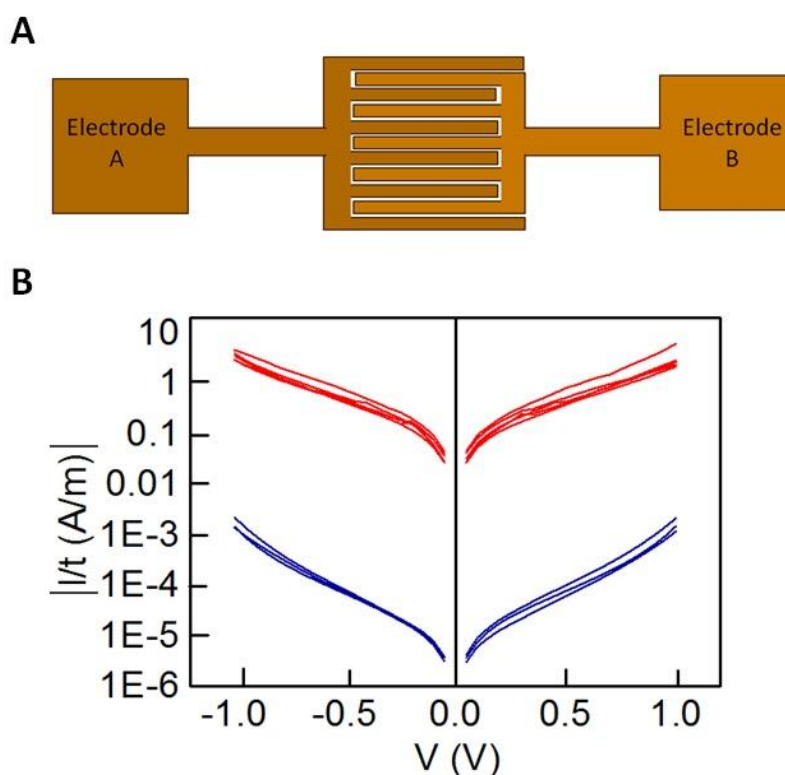 A
Electrode
A
Electrode
B
B
10
1
0.1
0.01
1E-3
1E-4
1E-5
1E-6
|I/t (A/m)|
-1.0 -0.5 0.0 0.5 1.0
V (V)